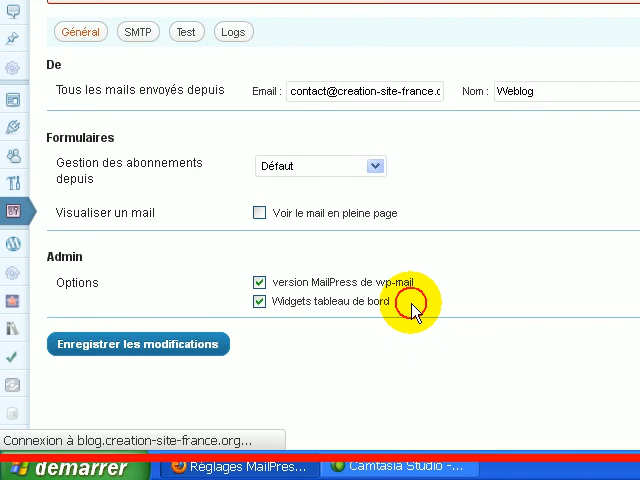 Général SMTP Test Logs
De
Tous les mails envoyés depuis Email : contact@creation-site-france.c Nom : Weblog
Formulaires
Gestion des abonnements
depuis
Défaut
Visualiser un mail Voir le mail en pleine page
Admin
Options version MailPress de wp-mail
Widgets tableau de bord
Enregistrer les modifications
Connexion à blog.creation-site-france.org...
démarrer Réglages MailPres... Camtasia Studio -...